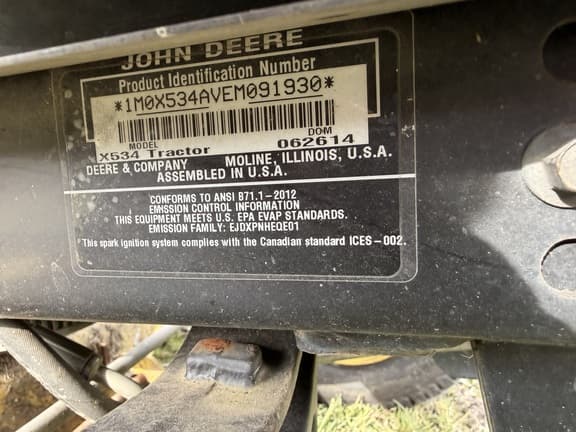 JOHN DEERE
Product Identification Number
*1M0X534AVEM091930*
MODEL DOM
X534 Tractor 062614
DEERE & COMPANY MOLINE, ILLINOIS, U.S.A.
ASSEMBLED IN U.S.A.
CONFORMS TO ANSI B71.1-2012
EMISSION CONTROL INFORMATION
THIS EQUIPMENT MEETS U.S. EPA EVAP STANDARDS.
EMISSION FAMILY: EJDXPNHEQE01
*This spark ignition system complies with the Canadian standard ICES-002.